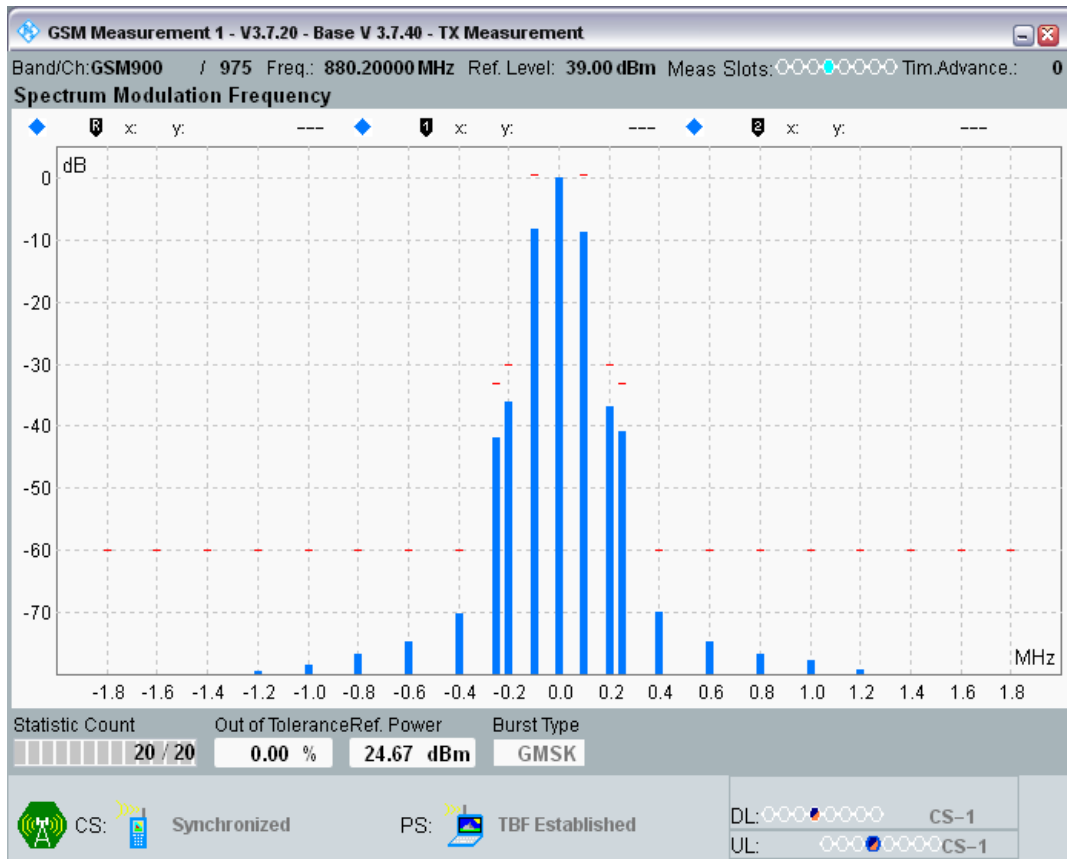 GSM Measurement 1 - V3.7.20 - Base V 3.7.40 - TX Measurement
Band/Ch:GSM900 / 975 Freq.: 880.20000 MHz Ref. Level: 39.00 dBm Meas Slots: Tim.Advance.: 0
Spectrum Modulation Frequency
R x: y: --- 1 x: y: --- 2 x: y: ---
dB
0
-10
-20
-30
-40
-50
-60
-70
MHz
-1.8 -1.6 -1.4 -1.2 -1.0 -0.8 -0.6 -0.4 -0.2 0.0 0.2 0.4 0.6 0.8 1.0 1.2 1.4 1.6 1.8
Statistic Count Out of Tolerance Ref. Power Burst Type
20 / 20 0.00 % 24.67 dBm GMSK
CS: Synchronized PS: TBF Established DL: CS-1
UL: CS-1